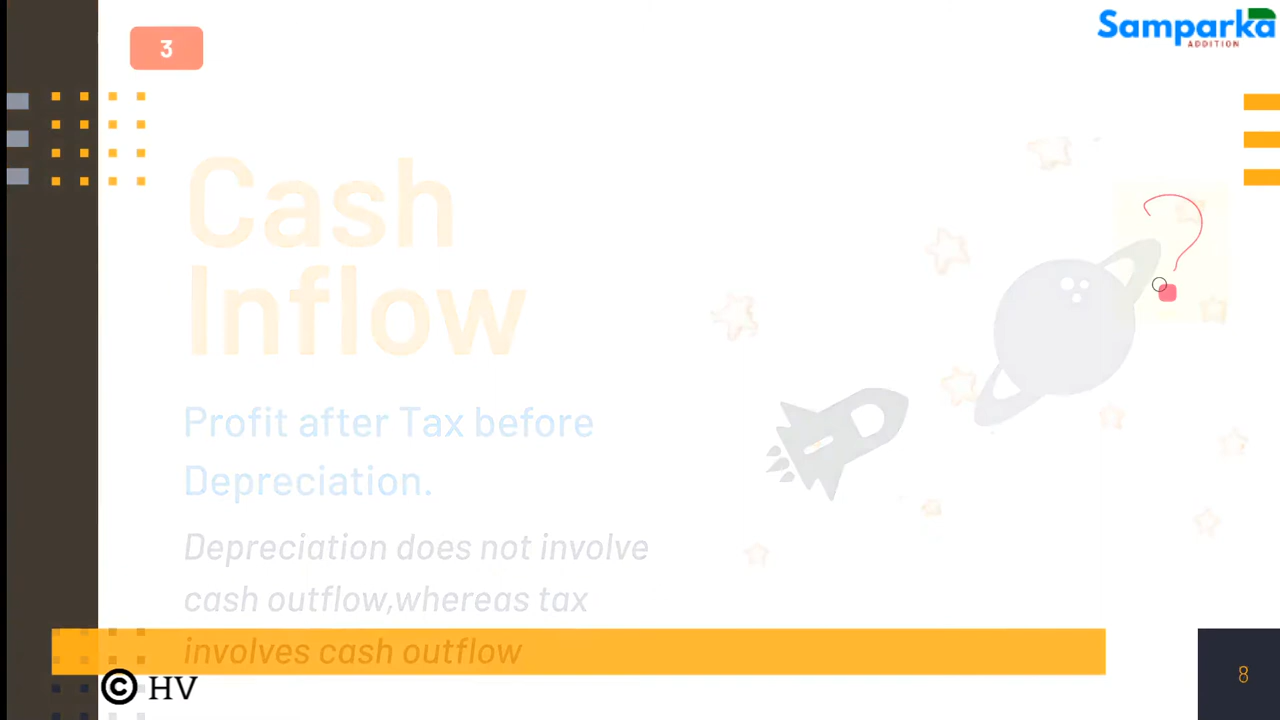 3
Samparka
ADDITION
Cash
Inflow
?
Profit after Tax before
Depreciation.
Depreciation does not involve
cash outflow,whereas tax
involves cash outflow
© HV
8